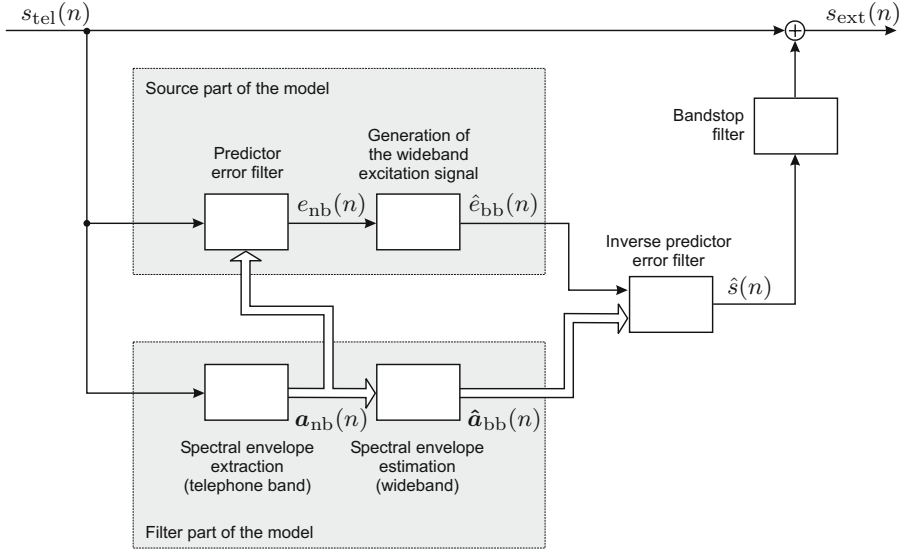 s_tel(n)
s_ext(n)
Source part of the model
Bandstop
filter
Predictor
error filter
Generation of
the wideband
excitation signal
e_nb(n)
ê_bb(n)
Inverse predictor
error filter
ŝ(n)
a_nb(n)
â_bb(n)
Spectral envelope
extraction
(telephone band)
Spectral envelope
estimation
(wideband)
Filter part of the model